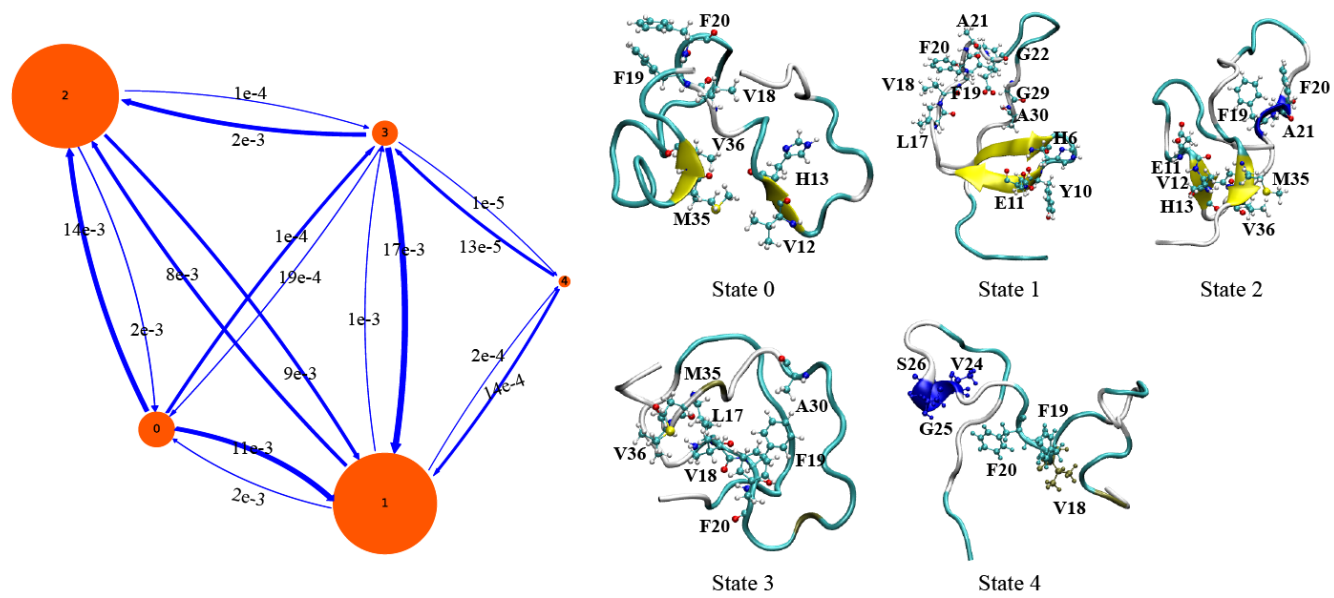 2
3
4
0
1
1e-4
2e-3
14e-3
1e-4
17e-3
1e-5
13e-5
8e-3
19e-4
1e-3
2e-3
9e-3
2e-4
14e-4
11e-3
2e-3
F20
F19
V18
V36
H13
M35
V12
State 0
A21
F20
G22
V18
F19
G29
A30
L17
H6
E11
Y10
State 1
F20
F19
A21
E11
V12
M35
H13
V36
State 2
M35
A30
L17
V36
F19
V18
F20
State 3
S26
V24
F19
G25
F20
V18
State 4